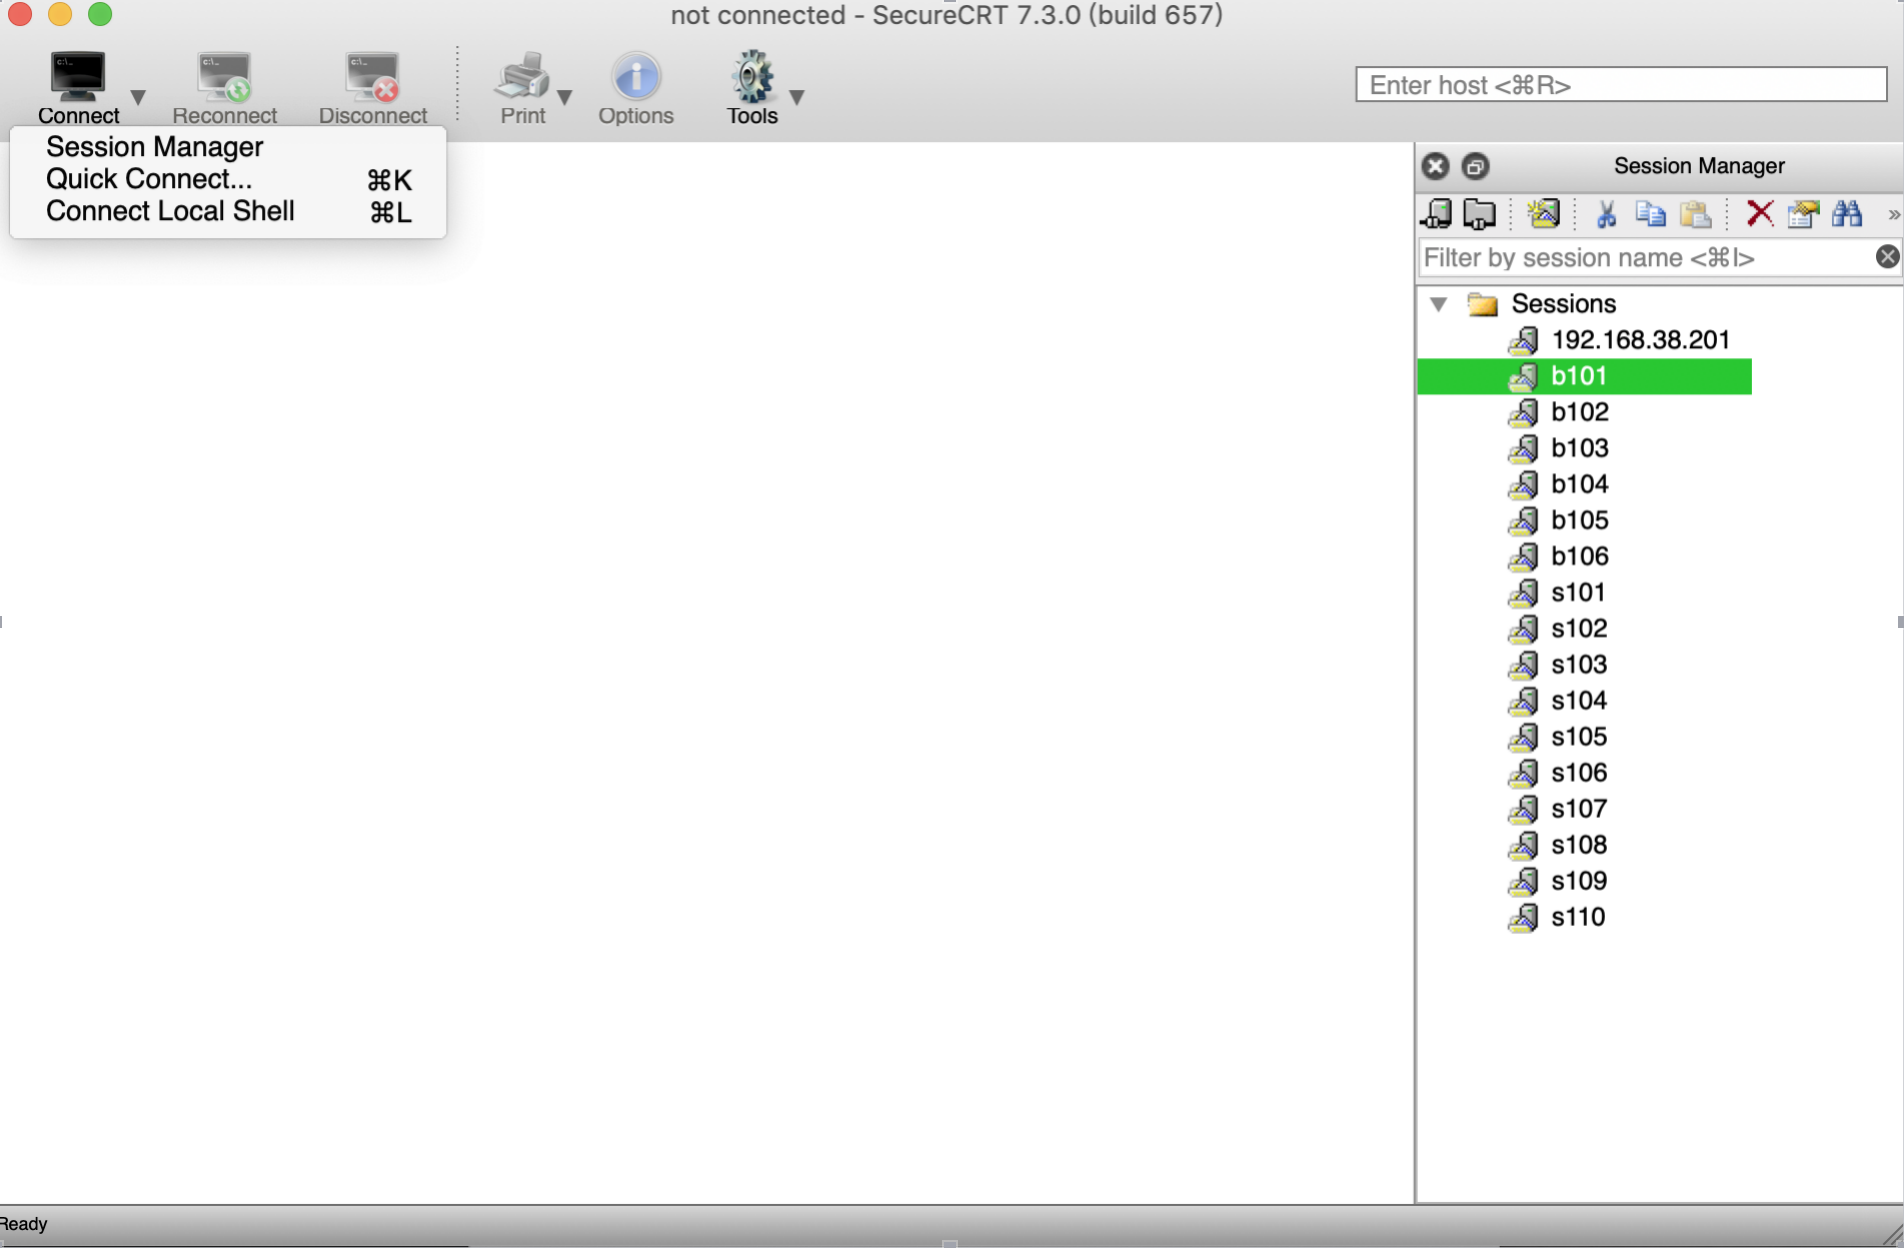 not connected - SecureCRT 7.3.0 (build 657)
Connect
Reconnect
Disconnect
Print
Options
Tools
Enter host <⌘R>
Session Manager
Quick Connect... ⌘K
Connect Local Shell ⌘L
Session Manager
Filter by session name <⌘I>
Sessions
192.168.38.201
b101
b102
b103
b104
b105
b106
s101
s102
s103
s104
s105
s106
s107
s108
s109
s110
Ready